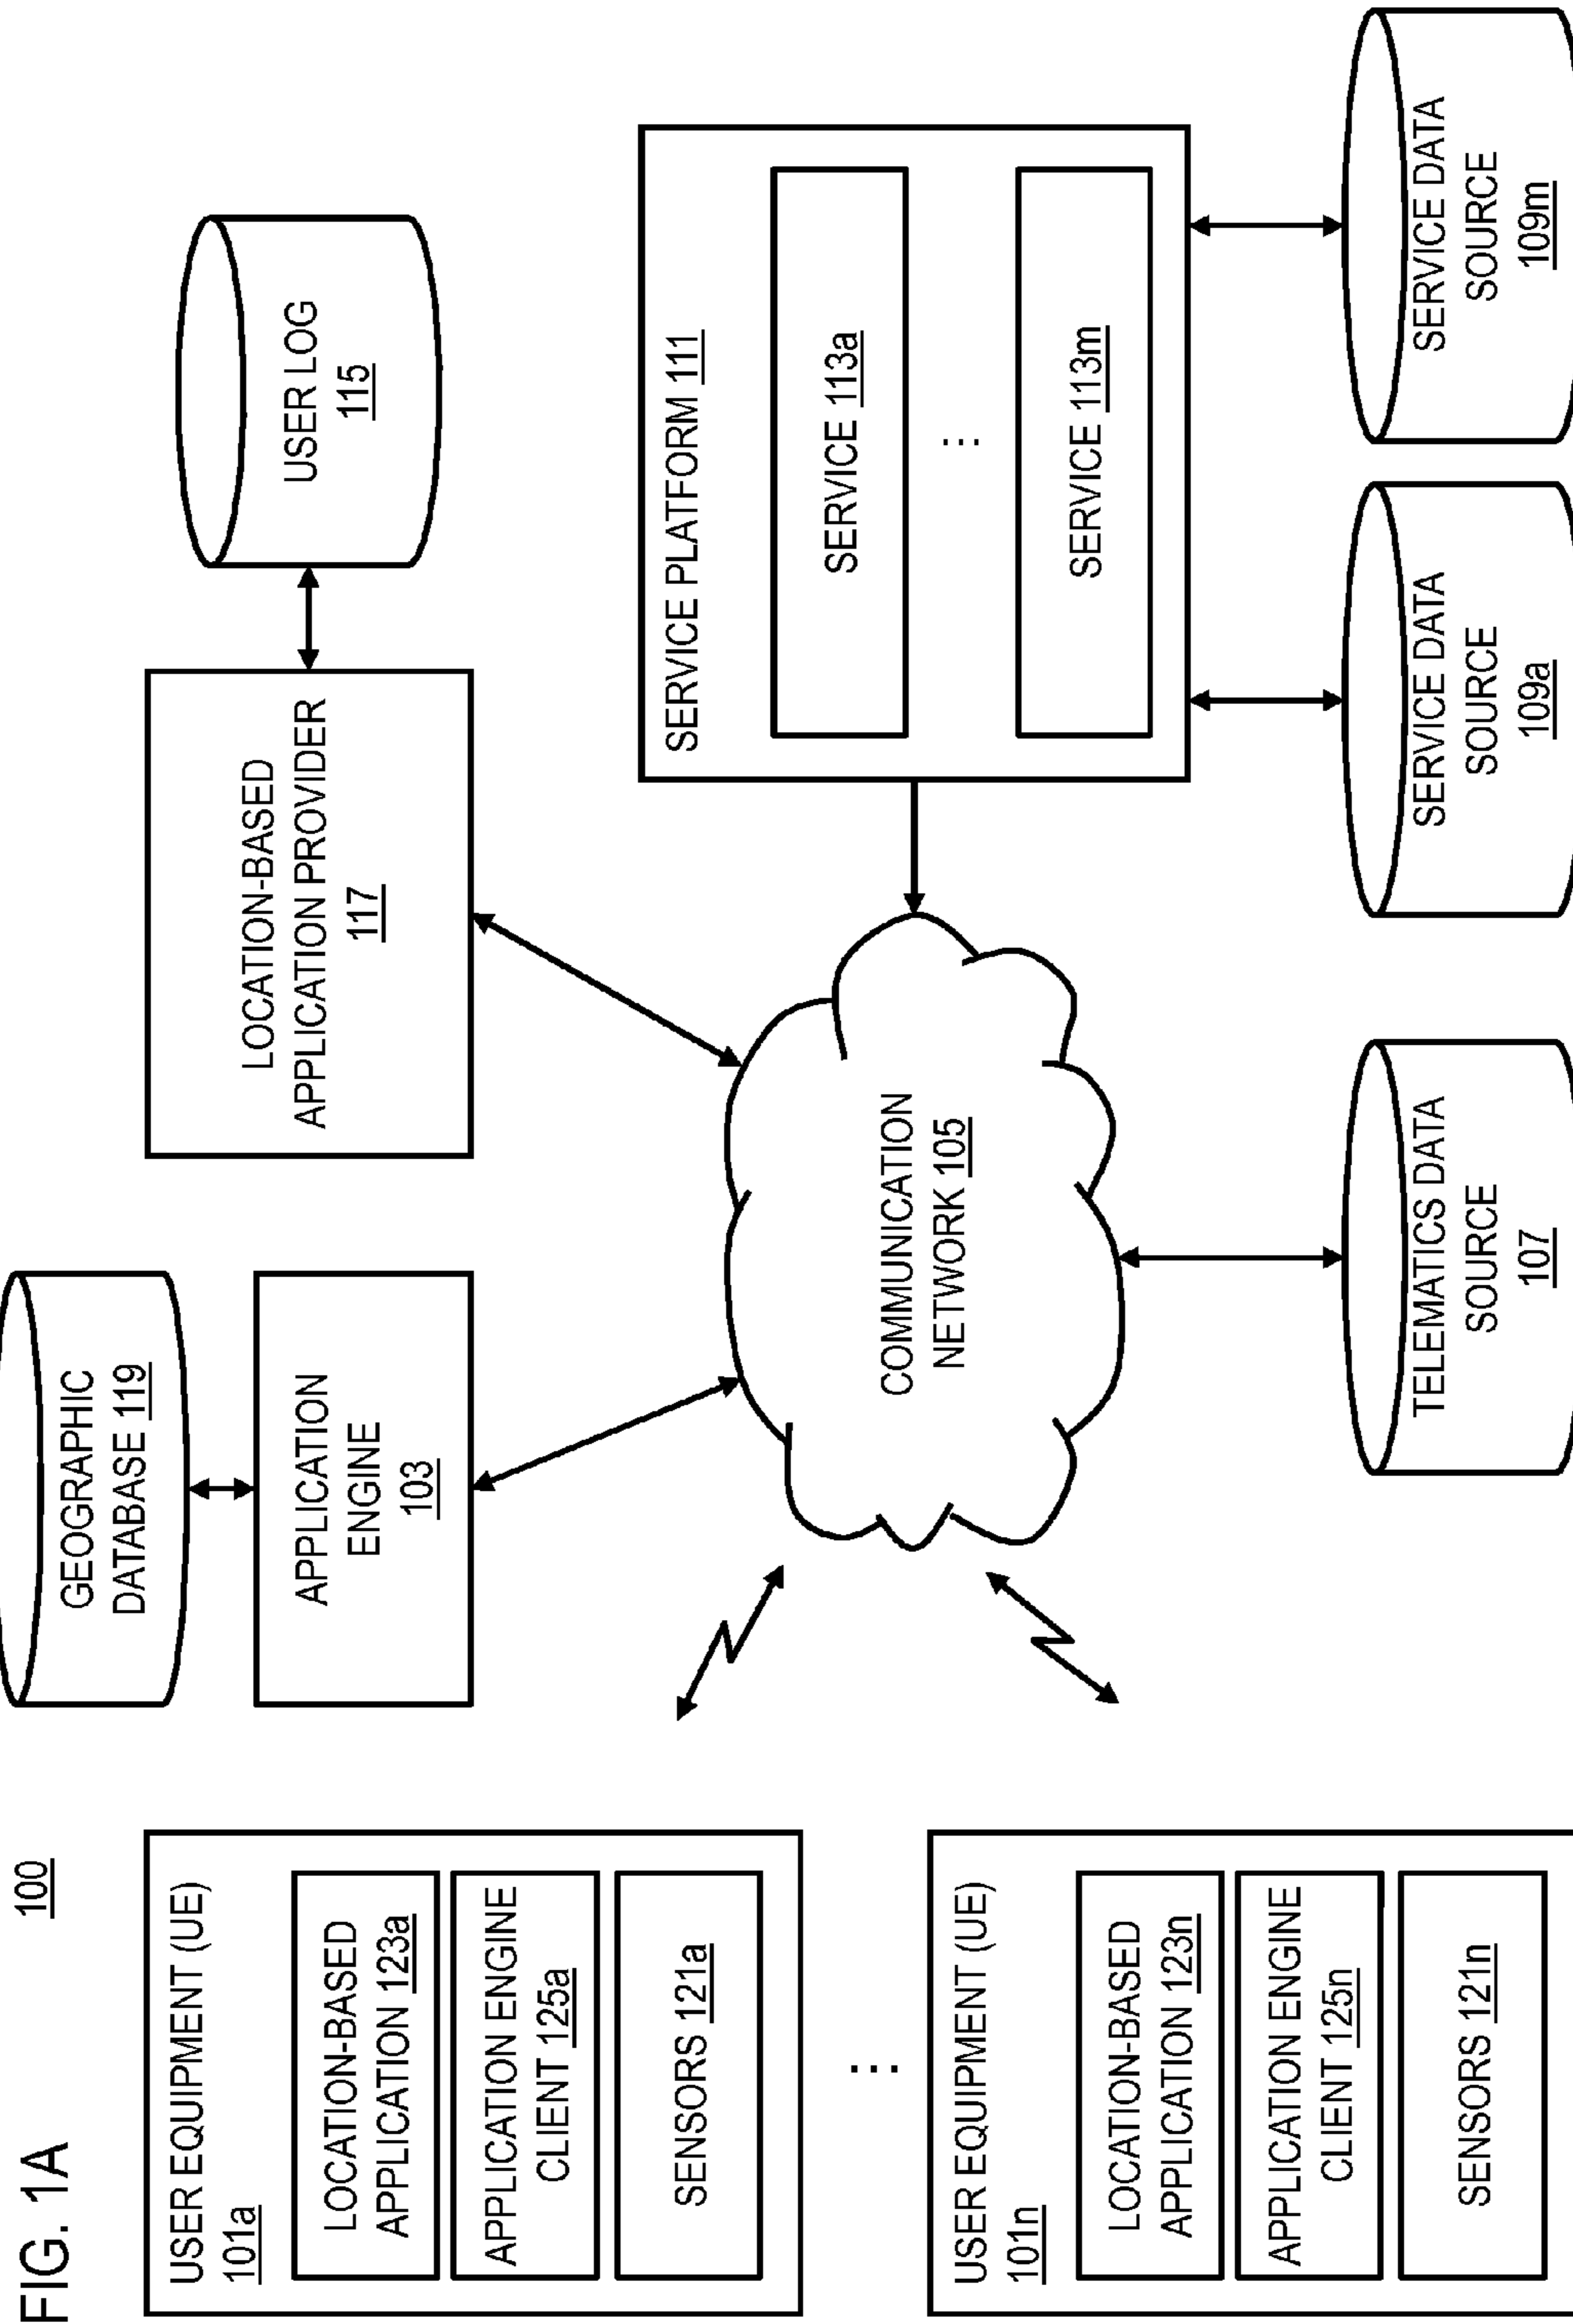 FIG. 1A
100
USER EQUIPMENT (UE)
101a
LOCATION-BASED
APPLICATION 123a
APPLICATION ENGINE
CLIENT 125a
SENSORS 121a
...
USER EQUIPMENT (UE)
101n
LOCATION-BASED
APPLICATION 123n
APPLICATION ENGINE
CLIENT 125n
SENSORS 121n
GEOGRAPHIC
DATABASE 119
APPLICATION
ENGINE
103
LOCATION-BASED
APPLICATION PROVIDER
117
USER LOG
115
COMMUNICATION
NETWORK 105
SERVICE PLATFORM 111
SERVICE 113a
...
SERVICE 113m
TELEMATICS DATA
SOURCE
107
SERVICE DATA
SOURCE
109a
SERVICE DATA
SOURCE
109m